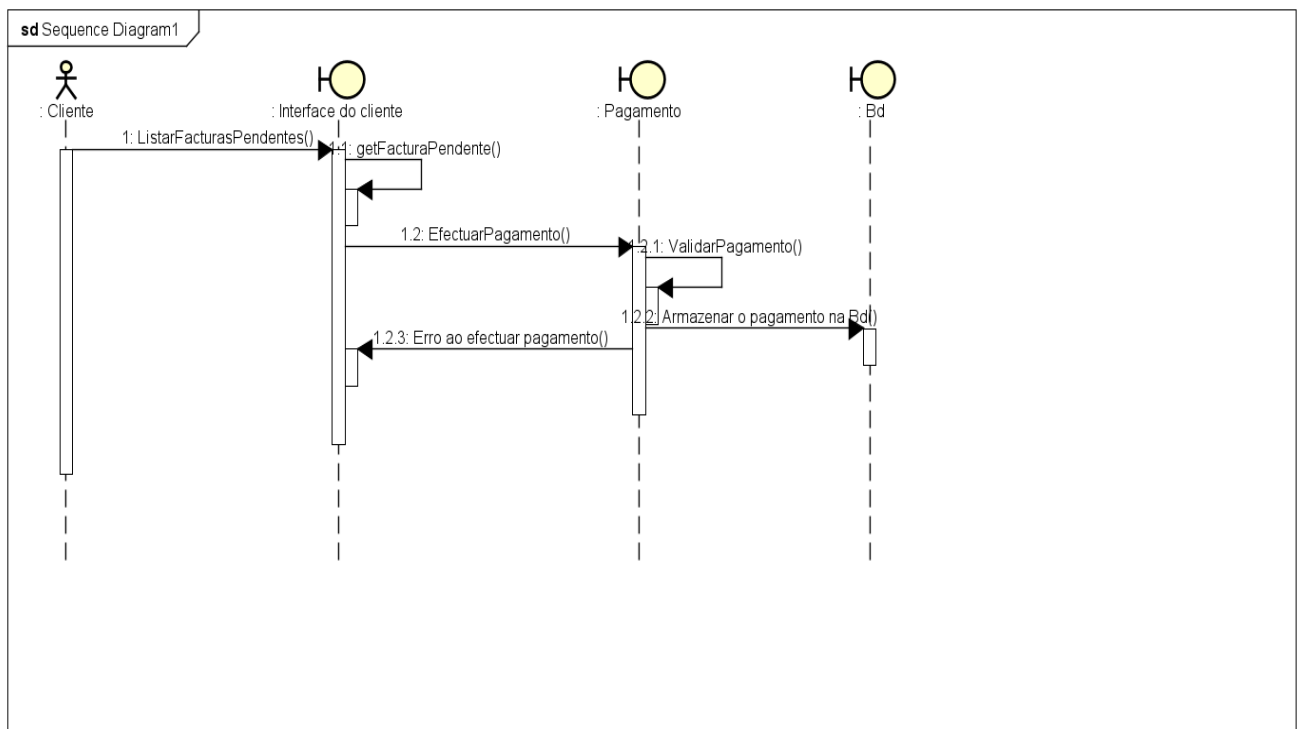 sd Sequence Diagram1
: Cliente
: Interface do cliente
: Pagamento
: Bd
1: ListarFacturasPendentes()
1.1: getFacturaPendente()
1.2: EfectuarPagamento()
1.2.1: ValidarPagamento()
1.2.2: Armazenar o pagamento na Bd()
1.2.3: Erro ao efectuar pagamento()